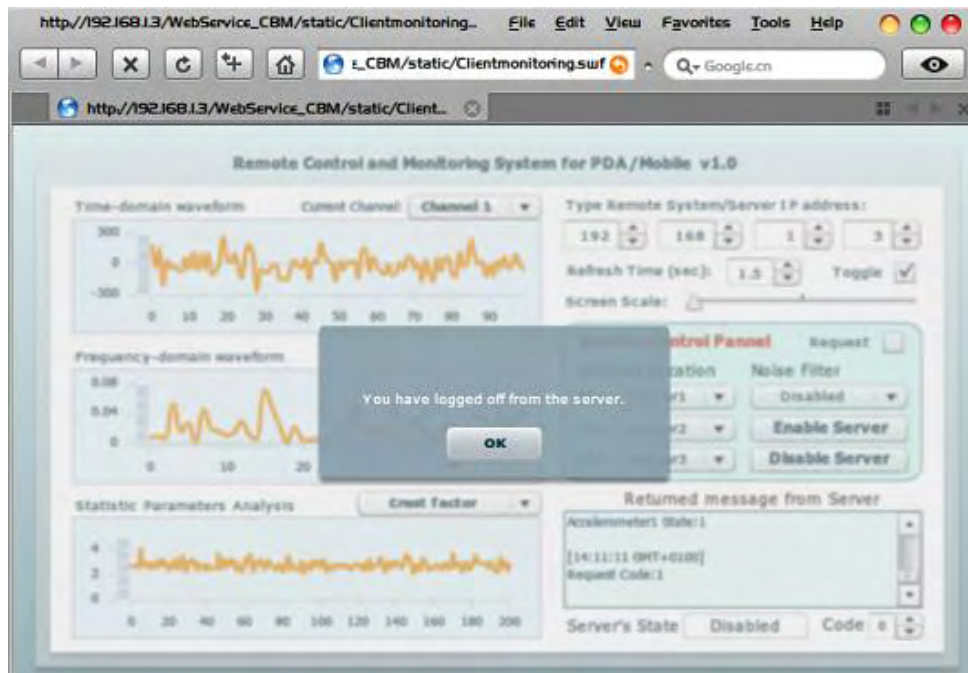 http://192.168.1.3/WebService_CBM/static/Clientmonitoring... File Edit View Favorites Tools Help
E_CBM/static/Clientmonitoring.swf Google.cn
http://192.168.1.3/WebService_CBM/static/Client...
Remote Control and Monitoring System for PDA/Mobile v1.0
Time-domain waveform Current Channel: Channel 1
300
0
-300
0 10 20 30 40 50 60 70 80 90
Type Remote System/Server IP address:
192 168 1 3
Refresh Time (sec): 1.5 Toggle
Screen Scale:
Frequency-domain waveform
0.08
0.04
0
0 10 20
ntrol Pannel Request
cation Noise Filter
r1 Disabled
r2 Enable Server
r3 Disable Server
You have logged off from the server.
OK
Statistic Parameters Analysis Crest Factor
4
2
0
0 20 40 60 80 100 120 140 160 180 200
Returned message from Server
Accelerometer1 State:1
[14:11:11 GMT+0100]
Request Code:1
Server's State Disabled Code 0